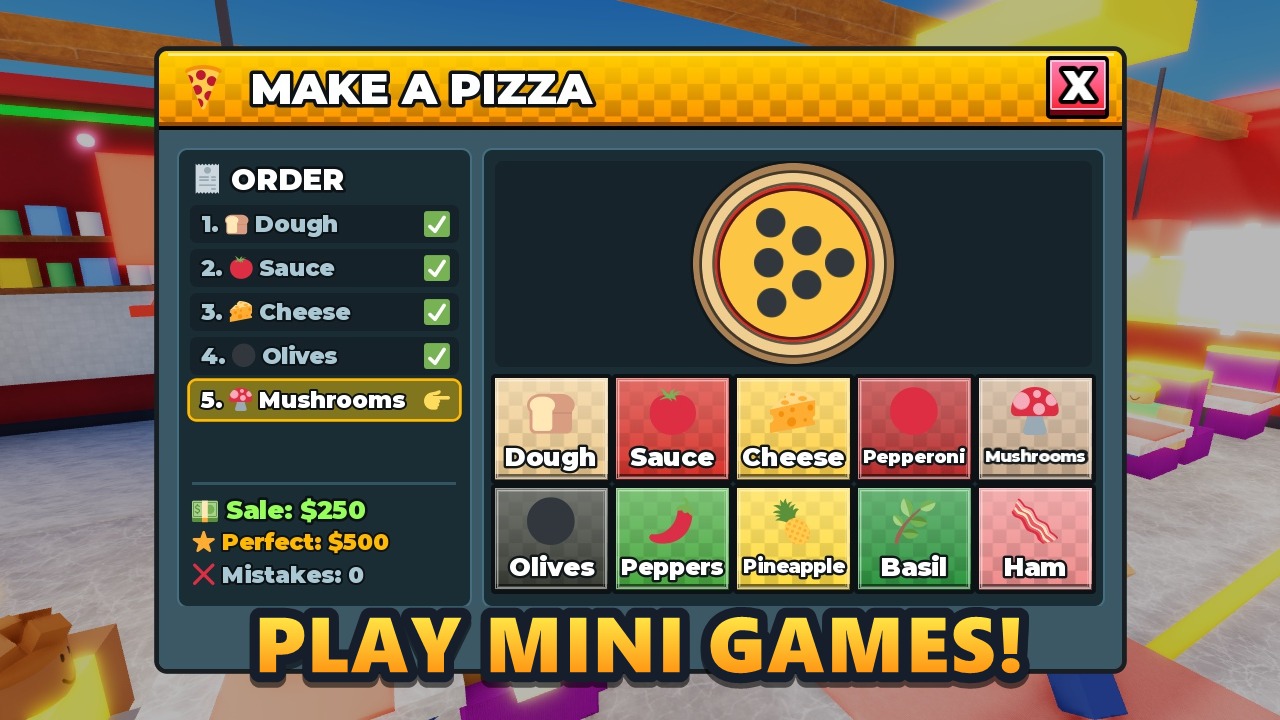 MAKE A PIZZA
X
ORDER
1. Dough
2. Sauce
3. Cheese
4. Olives
5. Mushrooms
Sale: $250
Perfect: $500
Mistakes: 0
Dough
Sauce
Cheese
Pepperoni
Mushrooms
Olives
Peppers
Pineapple
Basil
Ham
PLAY MINI GAMES!